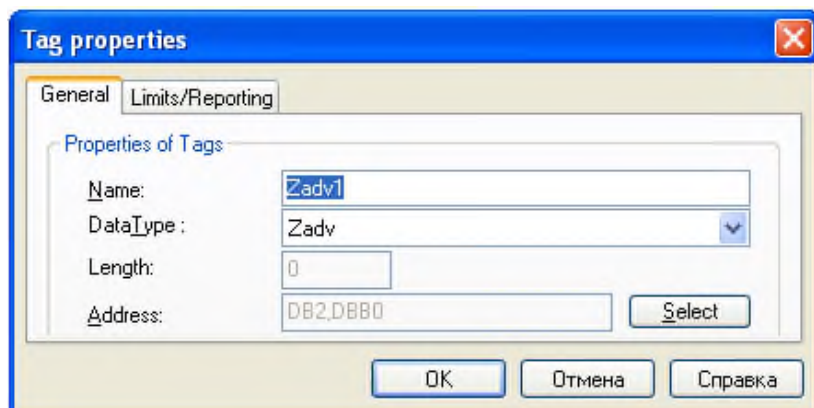 Tag properties
General Limits/Reporting
Properties of Tags
Name: Zadv1
DataType : Zadv
Length: 0
Address: DB2,DBB0 Select
OK Отмена Справка